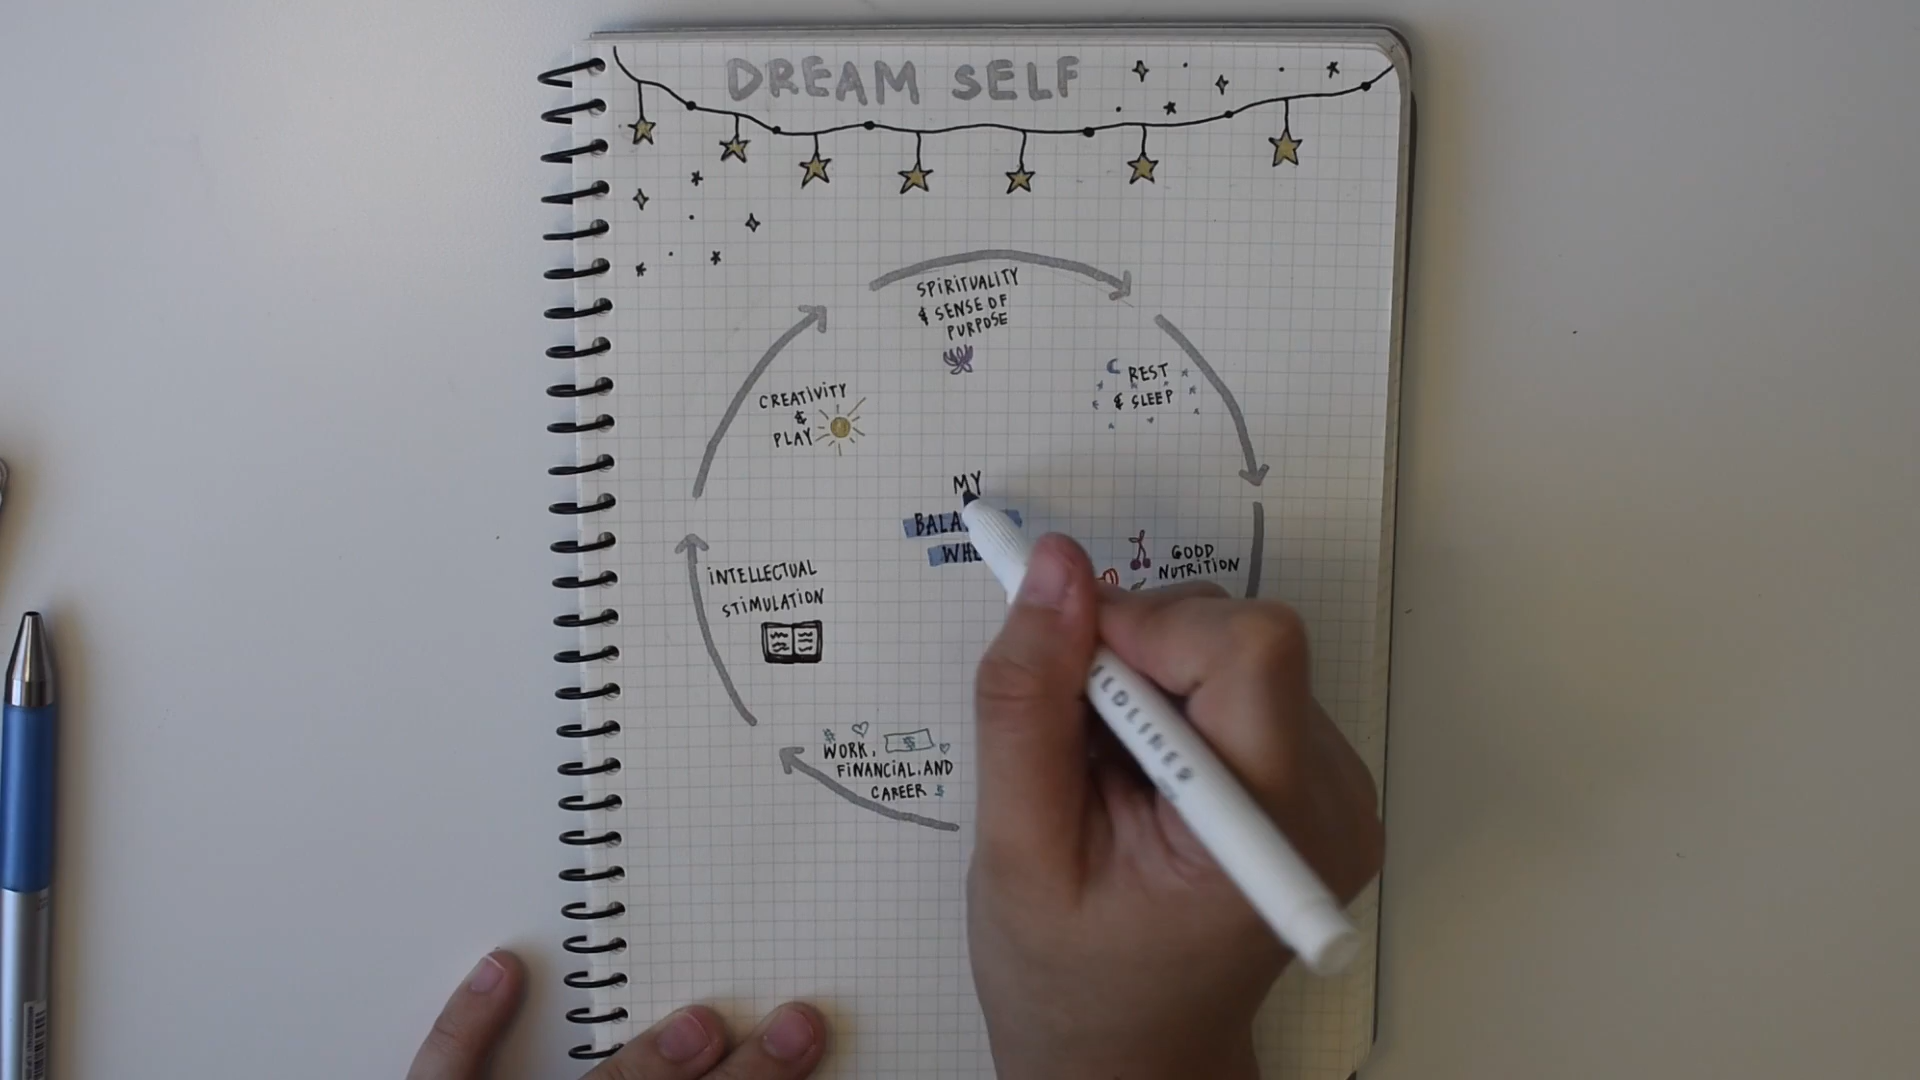 DREAM SELF
SPIRITUALITY
& SENSE OF
PURPOSE
CREATIVITY
&
PLAY
REST
& SLEEP
MY
GOOD
NUTRITION
INTELLECTUAL
STIMULATION
$
$
WORK,
FINANCIAL, AND
CAREER $